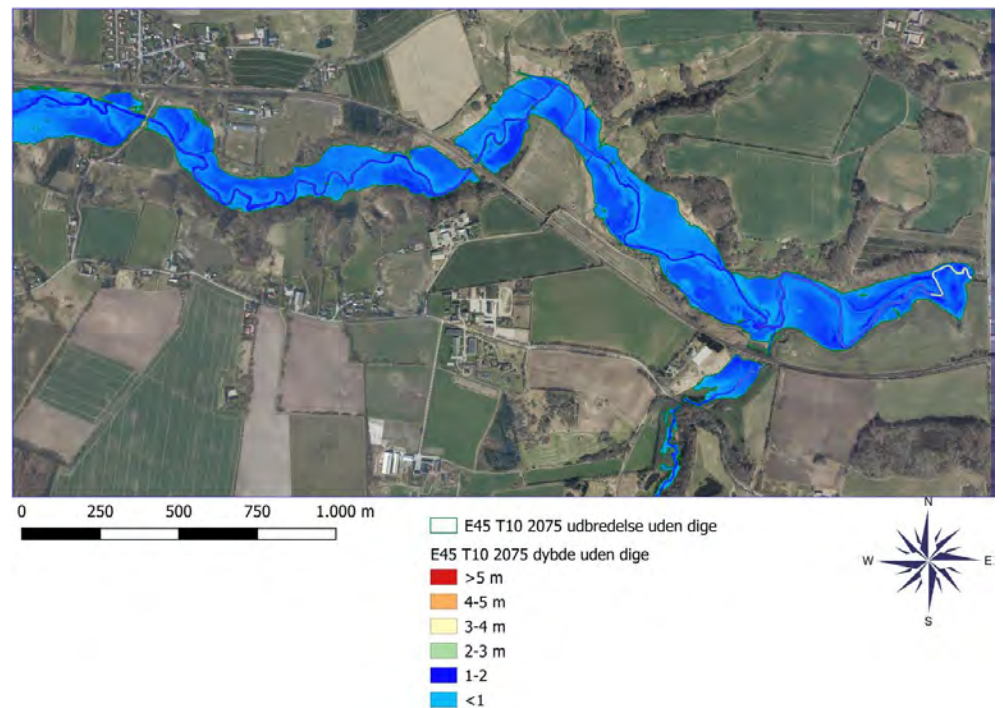 0 250 500 750 1.000 m
E45 T10 2075 udbredelse uden dige
E45 T10 2075 dybde uden dige
>5 m
4-5 m
3-4 m
2-3 m
1-2
<1
N
W E
S